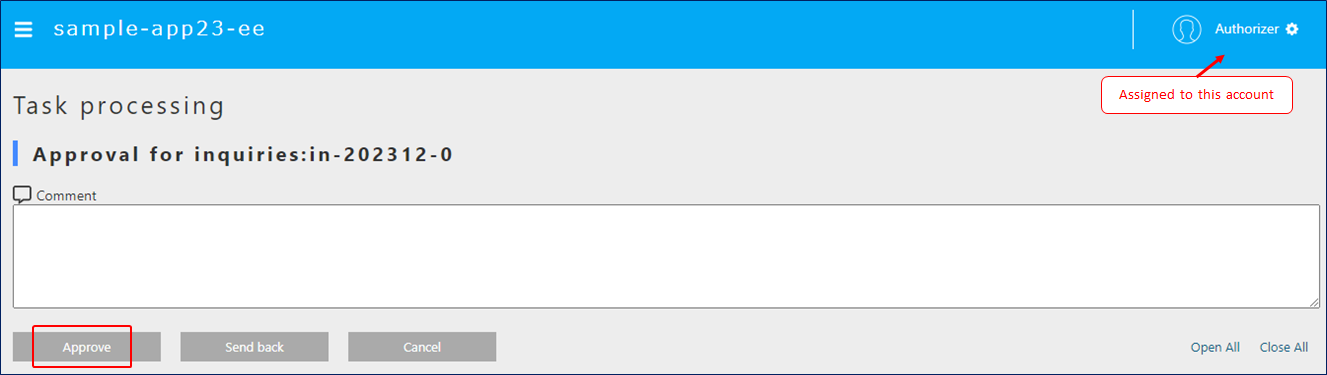 sample-app23-ee
Authorizer
Assigned to this account
Task processing
Approval for inquiries:in-202312-0
Comment
Approve Send back Cancel Open All Close All